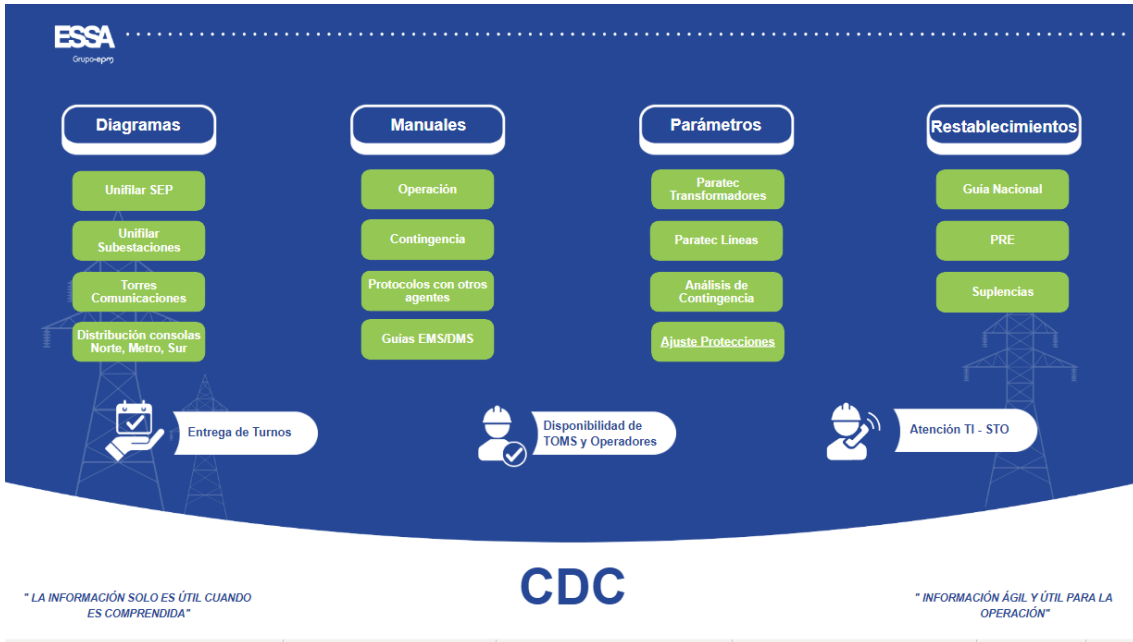 ESSA
Grupo-epm
Diagramas
Manuales
Parámetros
Restablecimientos
Unifilar SEP
Operación
Paratec
Transformadores
Guía Nacional
Unifilar
Subestaciones
Contingencia
Paratec Lineas
PRE
Torres
Comunicaciones
Protocolos con otros
agentes
Análisis de
Contingencia
Suplencias
Distribución consolas
Norte, Metro, Sur
Guías EMS/DMS
Ajuste Protecciones
Entrega de Turnos
Disponibilidad de
TOMS y Operadores
Atención TI - STO
CDC
" LA INFORMACIÓN SOLO ES ÚTIL CUANDO
ES COMPRENDIDA"
" INFORMACIÓN ÁGIL Y ÚTIL PARA LA
OPERACIÓN"